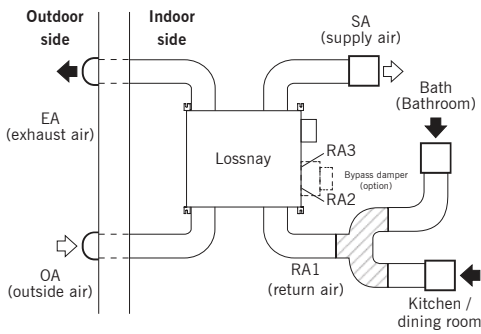 Outdoor
side
Indoor
side
SA
(supply air)
Bath
(Bathroom)
EA
(exhaust air)
Lossnay
RA3
Bypass damper
(option)
RA2
OA
(outside air)
RA1
(return air)
Kitchen /
dining room